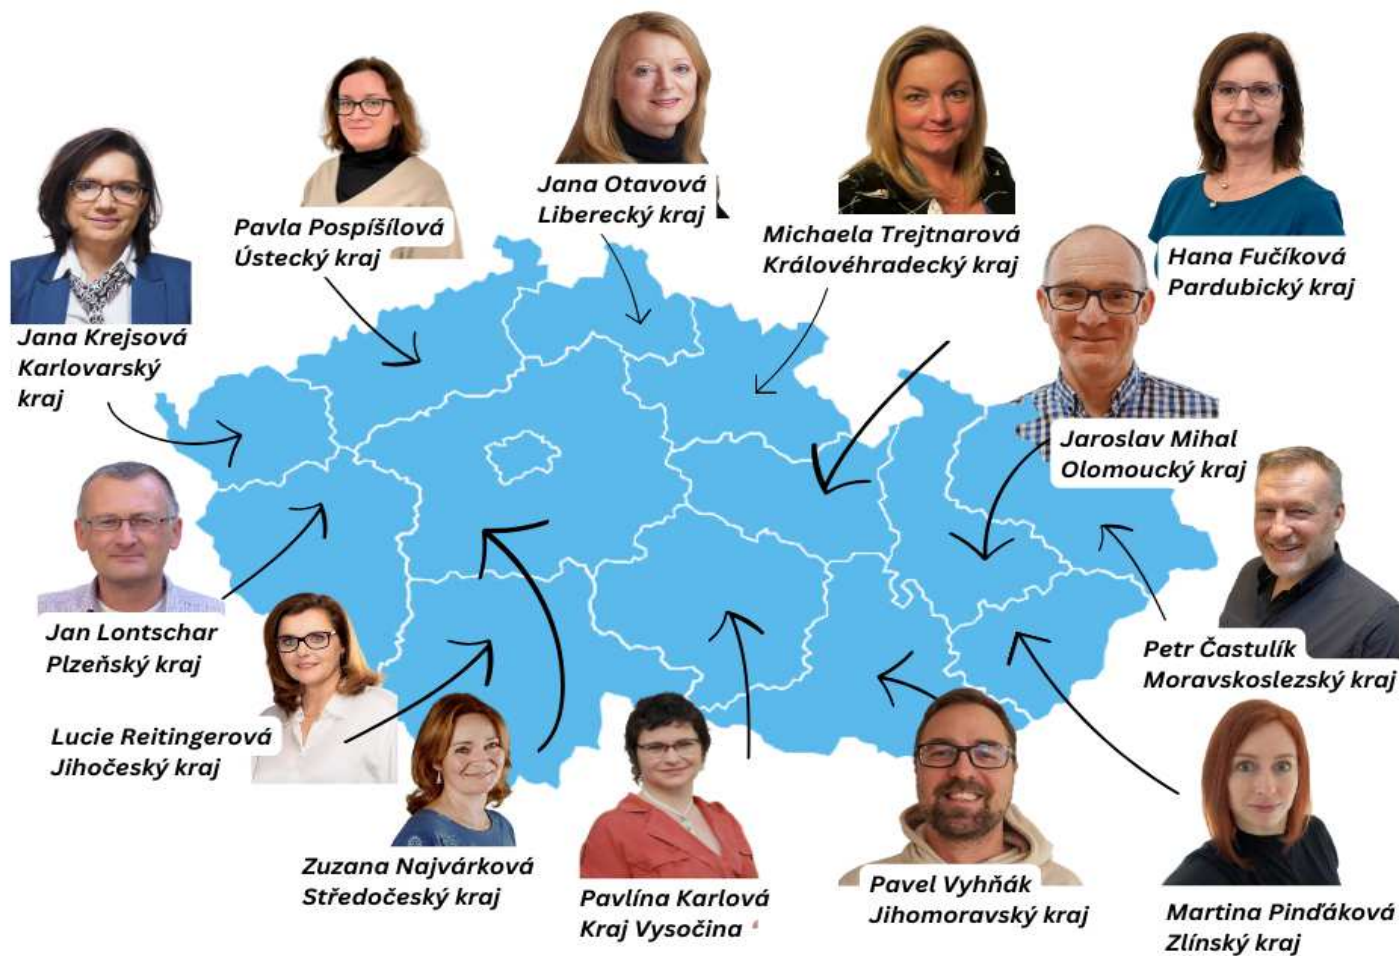 Jana Otavová
Liberecký kraj
Pavla Pospíšílová
Ústecký kraj
Michaela Trejtnarová
Královéhradecký kraj
Hana Fučíková
Pardubický kraj
Jana Krejsová
Karlovarský
kraj
Jaroslav Mihal
Olomoucký kraj
Jan Lontschar
Plzeňský kraj
Petr Častulík
Moravskoslezský kraj
Lucie Reitingerová
Jihočeský kraj
Zuzana Najvárková
Středočeský kraj
Pavlína Karlová
Kraj Vysočina
Pavel Vyhňák
Jihomoravský kraj
Martina Pinďáková
Zlínský kraj